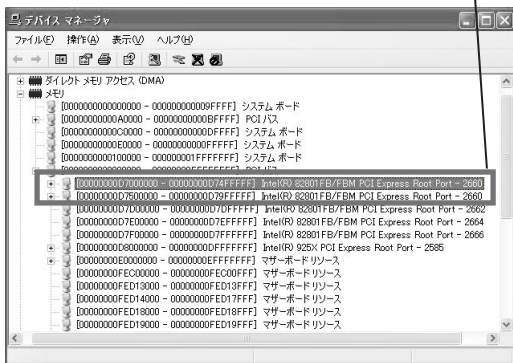 デバイス マネージャ
ファイル(F) 操作(A) 表示(V) ヘルプ(H)
ダイレクト メモリ アクセス (DMA)
メモリ
[0000000000000000 - 000000000009FFFF] システム ボード
[00000000000A0000 - 00000000000BFFFF] PCI バス
[00000000000C0000 - 00000000000DFFFF] システム ボード
[00000000000E0000 - 00000000000FFFFF] システム ボード
[0000000000100000 - 000000001FFFFFFF] システム ボード
[00000000D7000000 - 00000000D74FFFFF] Intel(R) 82801FB/FBM PCI Express Root Port - 2660
[00000000D7500000 - 00000000D79FFFFF] Intel(R) 82801FB/FBM PCI Express Root Port - 2660
[00000000D7D00000 - 00000000D7DFFFFF] Intel(R) 82801FB/FBM PCI Express Root Port - 2662
[00000000D7E00000 - 00000000D7EFFFFF] Intel(R) 82801FB/FBM PCI Express Root Port - 2664
[00000000D7F00000 - 00000000D7FFFFFF] Intel(R) 82801FB/FBM PCI Express Root Port - 2666
[00000000D8000000 - 00000000DFFFFFFF] Intel(R) 925X PCI Express Root Port - 2585
[00000000E0000000 - 00000000EFFFFFFF] マザーボード リソース
[00000000FEC00000 - 00000000FEC00FFF] マザーボード リソース
[00000000FED13000 - 00000000FED13FFF] マザーボード リソース
[00000000FED14000 - 00000000FED17FFF] マザーボード リソース
[00000000FED18000 - 00000000FED18FFF] マザーボード リソース
[00000000FED19000 - 00000000FED19FFF] マザーボード リソース